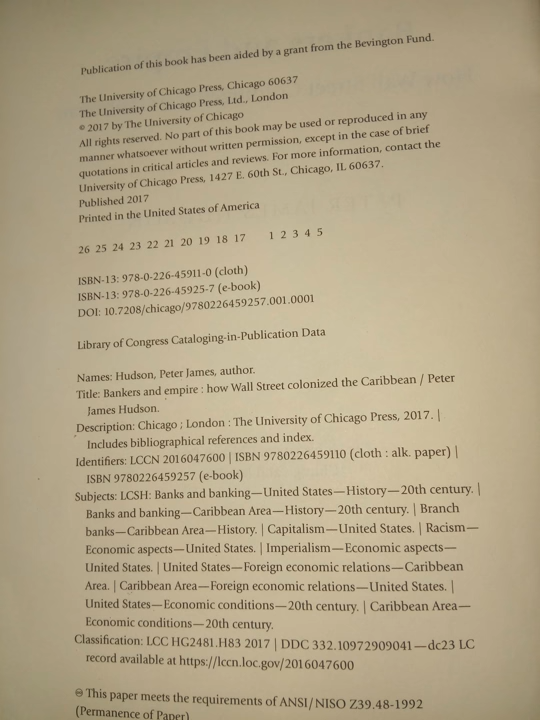 Publication of this book has been aided by a grant from the Bevington Fund.
The University of Chicago Press, Chicago 60637
The University of Chicago Press, Ltd., London
© 2017 by The University of Chicago
All rights reserved. No part of this book may be used or reproduced in any
manner whatsoever without written permission, except in the case of brief
quotations in critical articles and reviews. For more information, contact the
University of Chicago Press, 1427 E. 60th St., Chicago, IL 60637.
Published 2017
Printed in the United States of America
26 25 24 23 22 21 20 19 18 17 1 2 3 4 5
ISBN-13: 978-0-226-45911-0 (cloth)
ISBN-13: 978-0-226-45925-7 (e-book)
DOI: 10.7208/chicago/9780226459257.001.0001
Library of Congress Cataloging-in-Publication Data
Names: Hudson, Peter James, author.
Title: Bankers and empire : how Wall Street colonized the Caribbean / Peter
James Hudson.
Description: Chicago ; London : The University of Chicago Press, 2017. |
Includes bibliographical references and index.
Identifiers: LCCN 2016047600 | ISBN 9780226459110 (cloth : alk. paper) |
ISBN 9780226459257 (e-book)
Subjects: LCSH: Banks and banking—United States—History—20th century. |
Banks and banking—Caribbean Area—History—20th century. | Branch
banks—Caribbean Area—History. | Capitalism—United States. | Racism—
Economic aspects—United States. | Imperialism—Economic aspects—
United States. | United States—Foreign economic relations—Caribbean
Area. | Caribbean Area—Foreign economic relations—United States. |
United States—Economic conditions—20th century. | Caribbean Area—
Economic conditions—20th century.
Classification: LCC HG2481.H83 2017 | DDC 332.10972909041—dc23 LC
record available at https://lccn.loc.gov/2016047600
♾ This paper meets the requirements of ANSI/NISO Z39.48-1992
(Permanence of Paper)